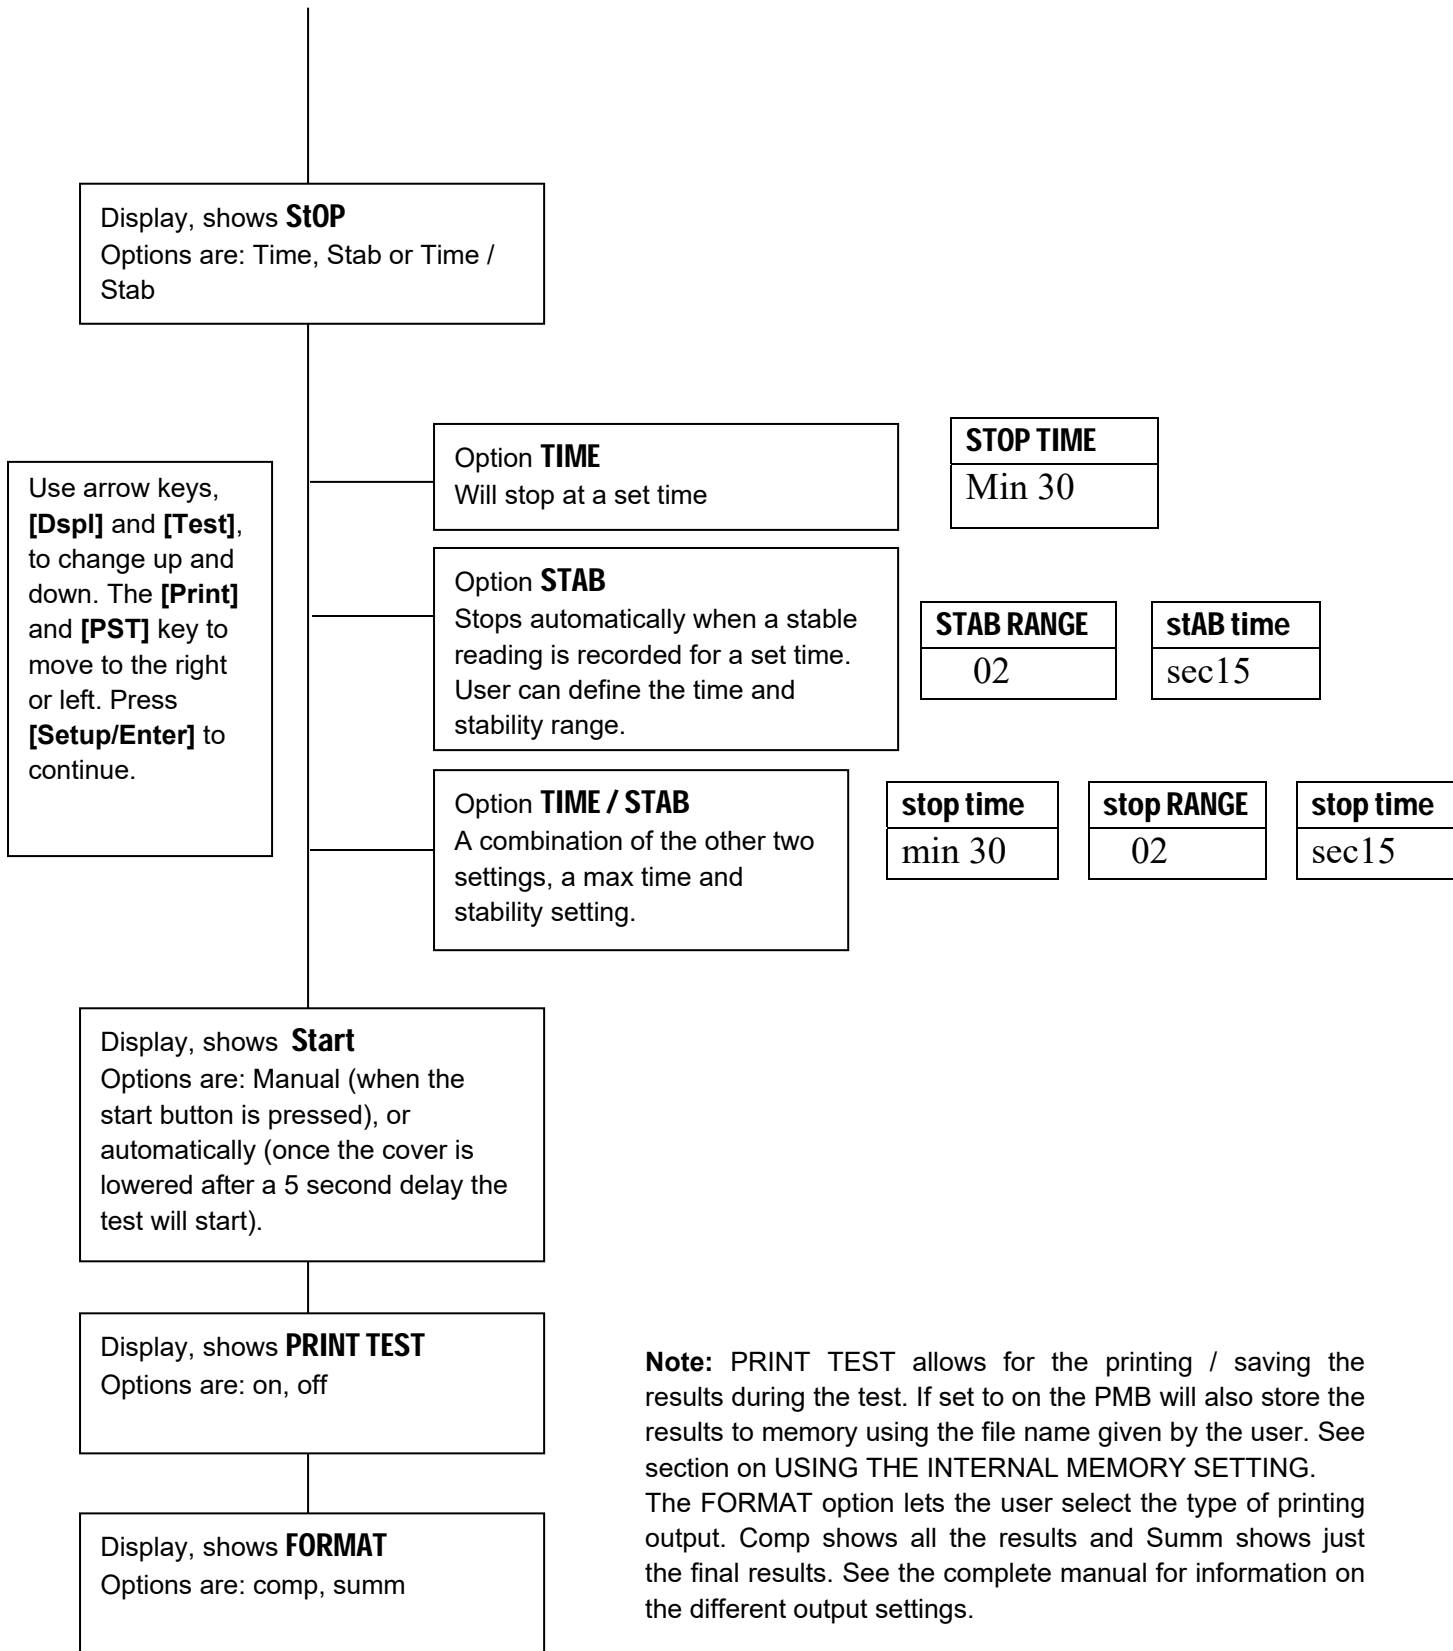 Display, shows StOP
Options are: Time, Stab or Time /
Stab
Use arrow keys,
[Dspl] and [Test],
to change up and
down. The [Print]
and [PST] key to
move to the right
or left. Press
[Setup/Enter] to
continue.
Option TIME
Will stop at a set time
STOP TIME
Min 30
Option STAB
Stops automatically when a stable
reading is recorded for a set time.
User can define the time and
stability range.
STAB RANGE
02
stAB time
sec15
Option TIME / STAB
A combination of the other two
settings, a max time and
stability setting.
stop time
min 30
stop RANGE
02
stop time
sec15
Display, shows Start
Options are: Manual (when the
start button is pressed), or
automatically (once the cover is
lowered after a 5 second delay the
test will start).
Display, shows PRINT TEST
Options are: on, off
Display, shows FORMAT
Options are: comp, summ
Note: PRINT TEST allows for the printing / saving the
results during the test. If set to on the PMB will also store the
results to memory using the file name given by the user. See
section on USING THE INTERNAL MEMORY SETTING.
The FORMAT option lets the user select the type of printing
output. Comp shows all the results and Summ shows just
the final results. See the complete manual for information on
the different output settings.